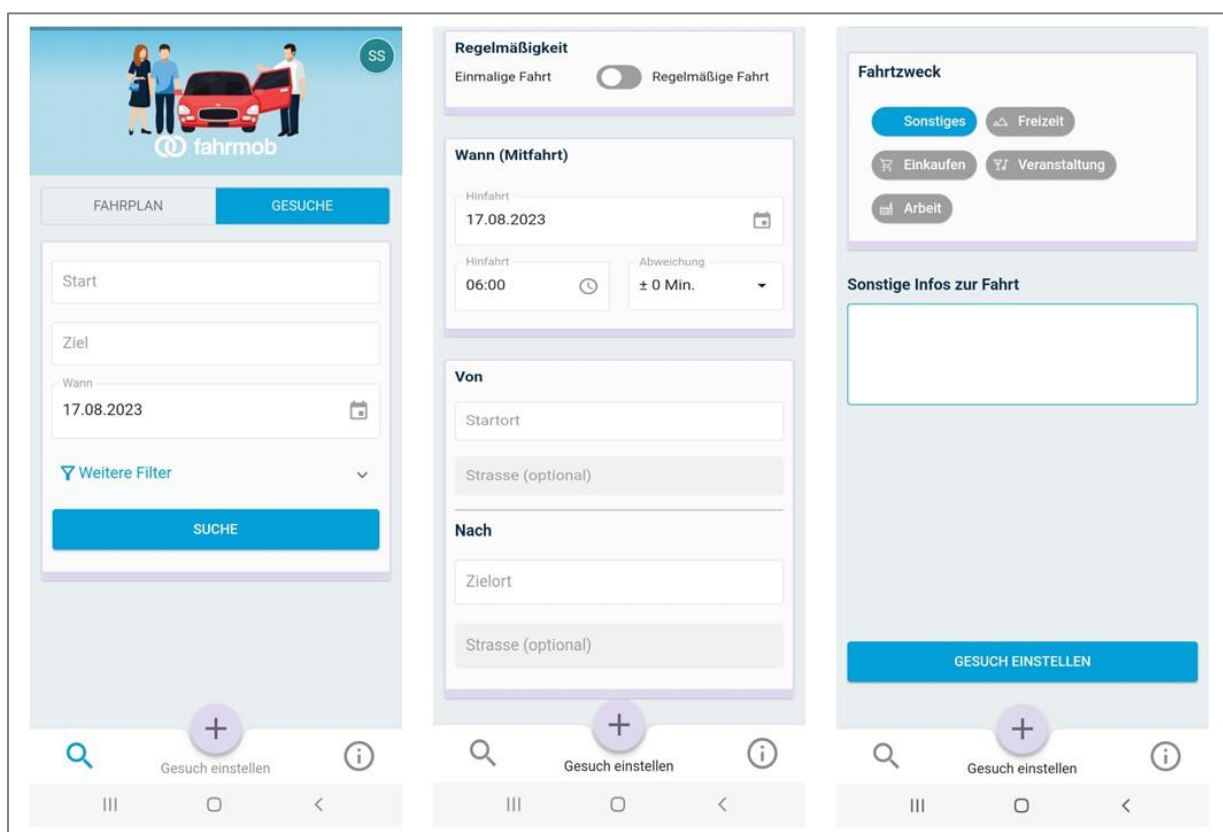 SS
fahrmob
FAHRPLAN
GESUCHE
Start
Ziel
Wann
17.08.2023
Weitere Filter
SUCHE
Gesuch einstellen
Regelmäßigkeit
Einmalige Fahrt
Regelmäßige Fahrt
Wann (Mitfahrt)
Hinfahrt
17.08.2023
Hinfahrt
06:00
Abweichung
± 0 Min.
Von
Startort
Strasse (optional)
Nach
Zielort
Strasse (optional)
Gesuch einstellen
Fahrtzweck
Sonstiges
Freizeit
Einkaufen
Veranstaltung
Arbeit
Sonstige Infos zur Fahrt
GESUCH EINSTELLEN
Gesuch einstellen